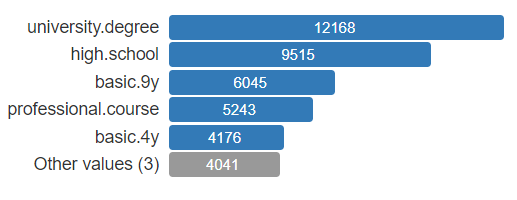 university.degree 12168
high.school 9515
basic.9y 6045
professional.course 5243
basic.4y 4176
Other values (3) 4041